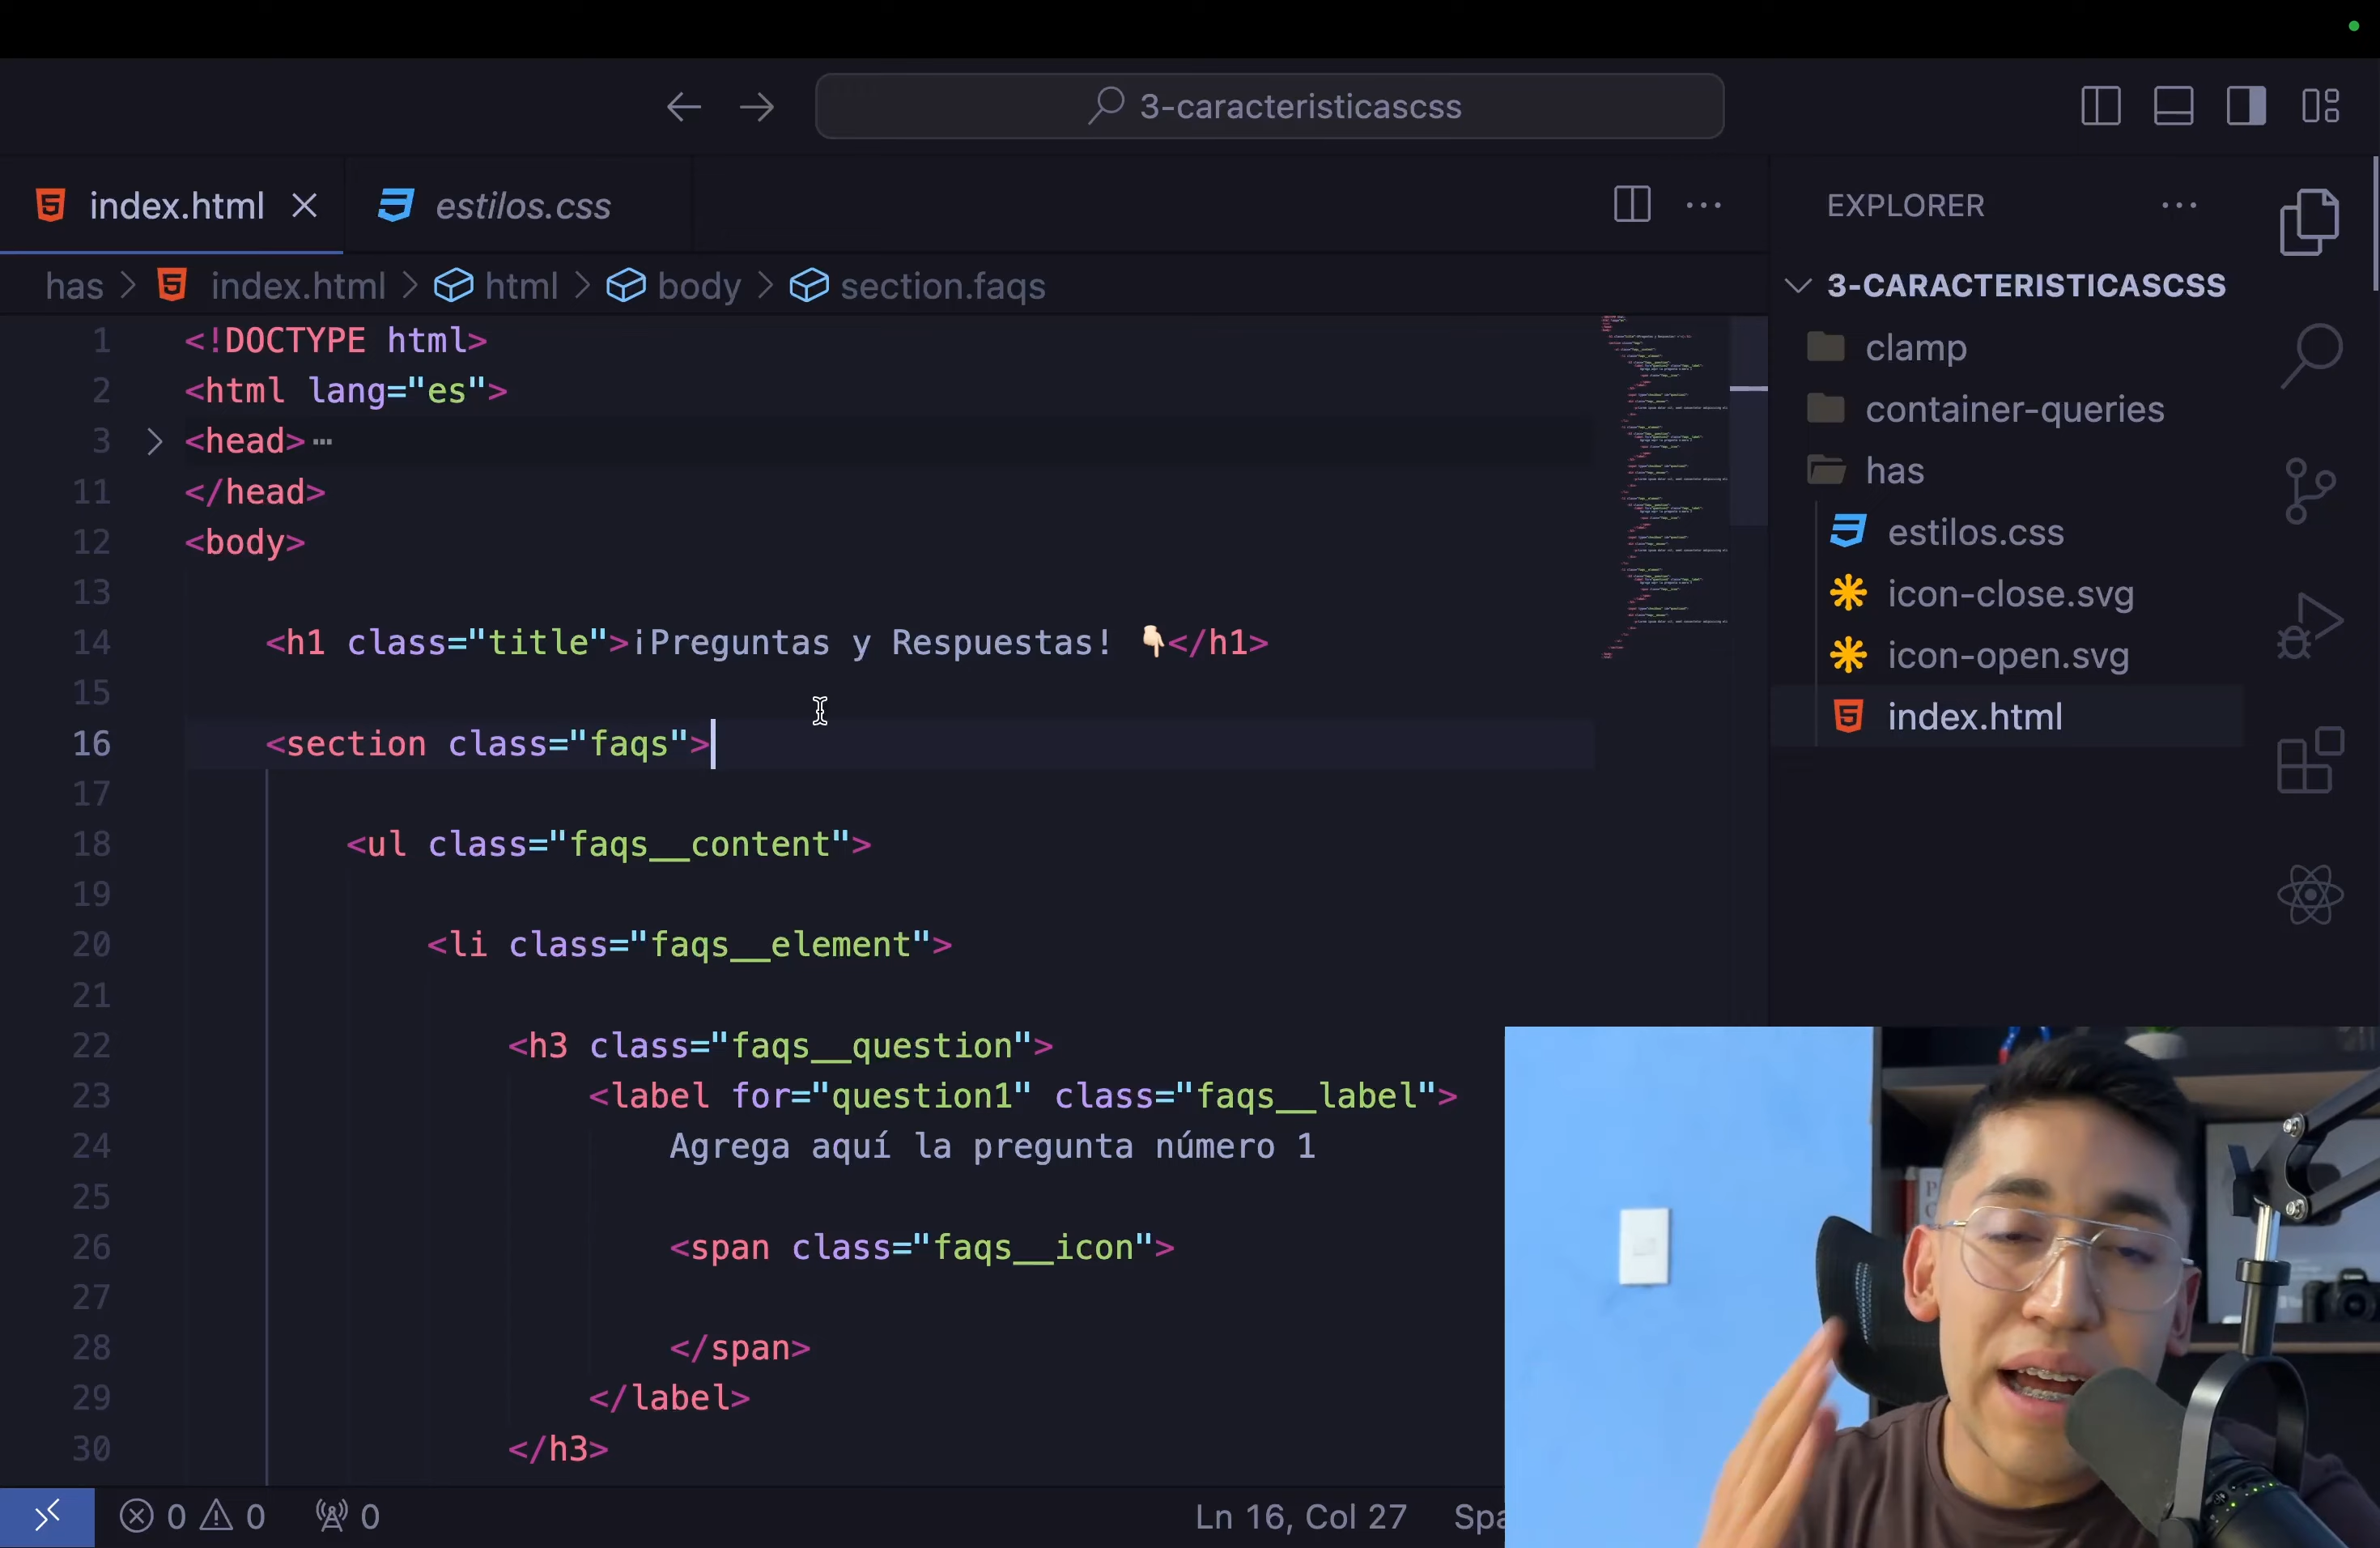 3-caracteristicascss
index.html
estilos.css
has > index.html > html > body > section.faqs
1 <!DOCTYPE html>
2 <html lang="es">
3 <head>…
11 </head>
12 <body>
13
14 <h1 class="title">¡Preguntas y Respuestas! 👇🏻</h1>
15
16 <section class="faqs">
17
18 <ul class="faqs__content">
19
20 <li class="faqs__element">
21
22 <h3 class="faqs__question">
23 <label for="question1" class="faqs__label">
24 Agrega aquí la pregunta número 1
25
26 <span class="faqs__icon">
27
28 </span>
29 </label>
30 </h3>
EXPLORER
3-CARACTERISTICASCSS
clamp
container-queries
has
estilos.css
icon-close.svg
icon-open.svg
index.html
0 0 0
Ln 16, Col 27